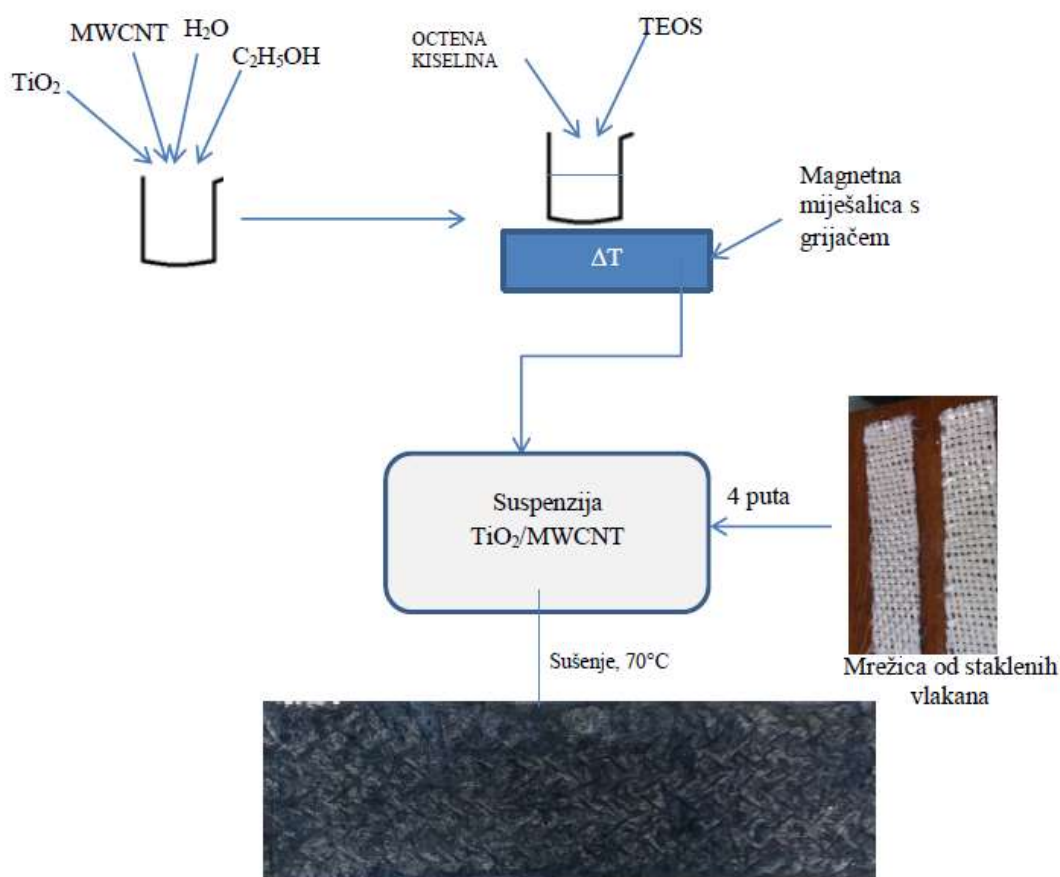 MWCNT
H₂O
C₂H₅OH
TiO₂
OCTENA
KISELINA
TEOS
Magnetna
miješalica s
grijačem
ΔT
Suspenzija
TiO₂/MWCNT
4 puta
Sušenje, 70°C
Mrežica od staklenih
vlakana